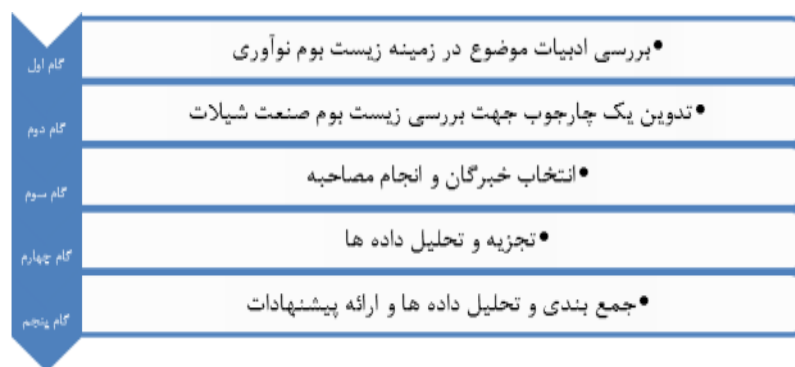 گام اول
•بررسی ادبیات موضوع در زمینه زیست بوم نوآوری
گام دوم
•تدوین یک چارچوب جهت بررسی زیست بوم صنعت شیلات
گام سوم
•انتخاب خبرگان و انجام مصاحبه
گام چهارم
•تجزیه و تحلیل داده ها
گام پنجم
•جمع بندی و تحلیل داده ها و ارائه پیشنهادات